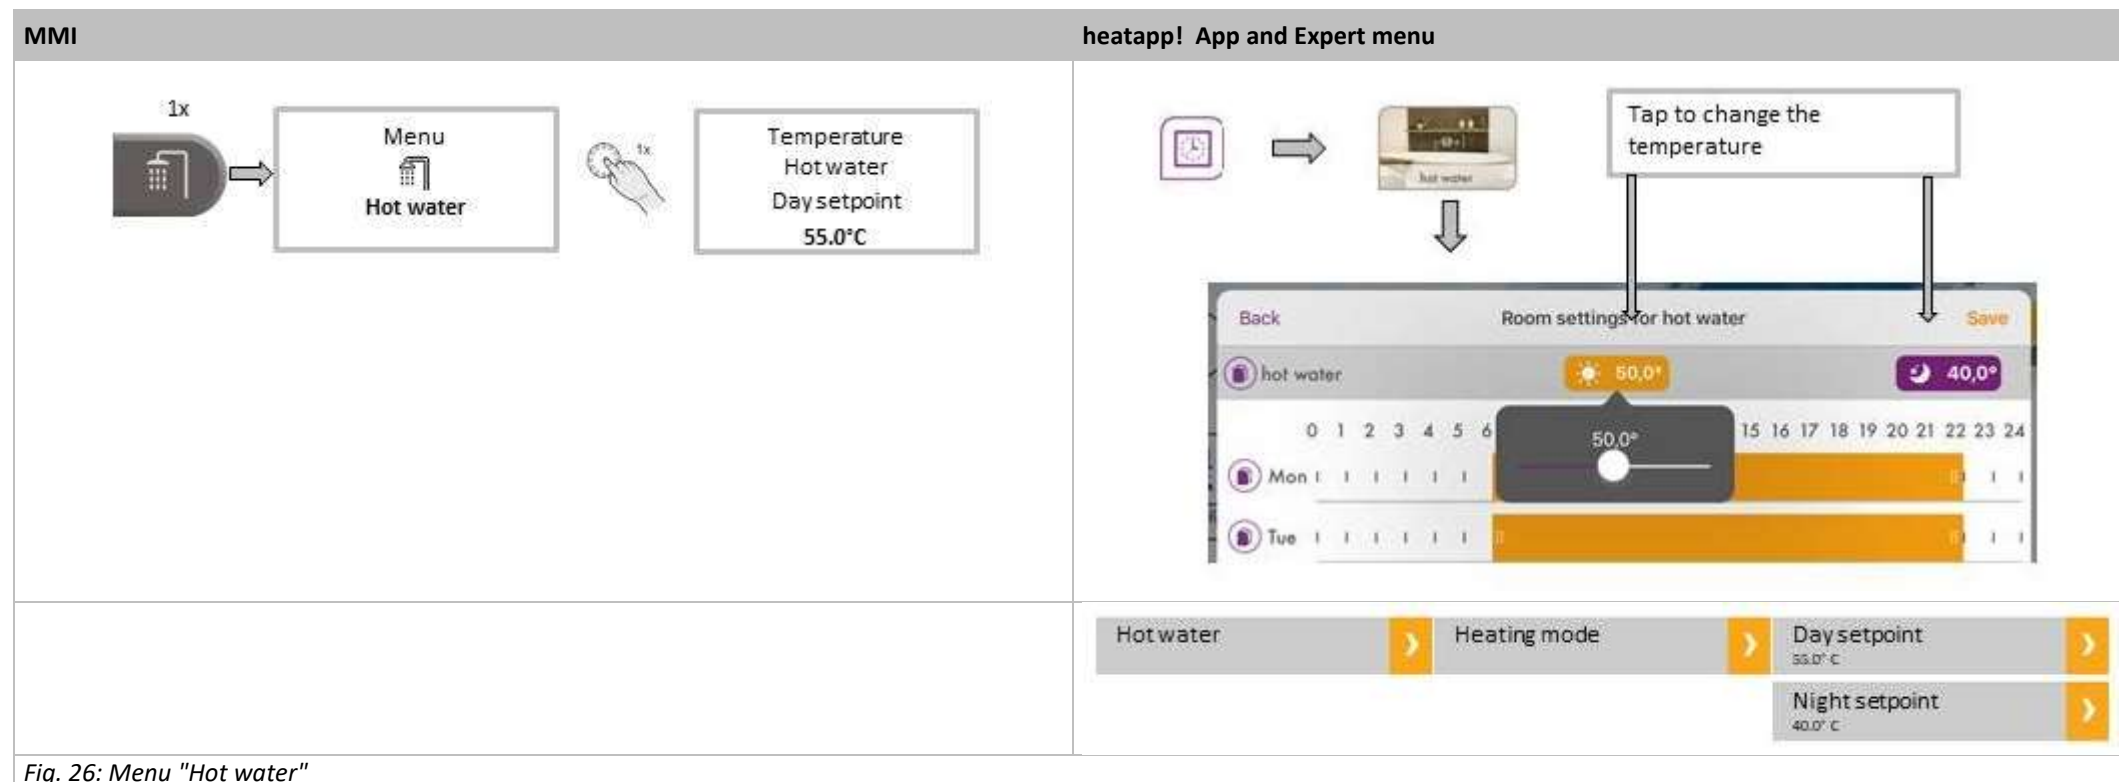 MMI
heatapp! App and Expert menu
1x
Menu
Hot water
1x
Temperature
Hot water
Day setpoint
55.0°C
hot water
Tap to change the
temperature
Back
Room settings for hot water
Save
hot water
50,0°
40,0°
0 1 2 3 4 5 6
15 16 17 18 19 20 21 22 23 24
50,0°
Mon
Tue
Hot water
Heating mode
Day setpoint
55.0° C
Night setpoint
40.0° C
Fig. 26: Menu "Hot water"